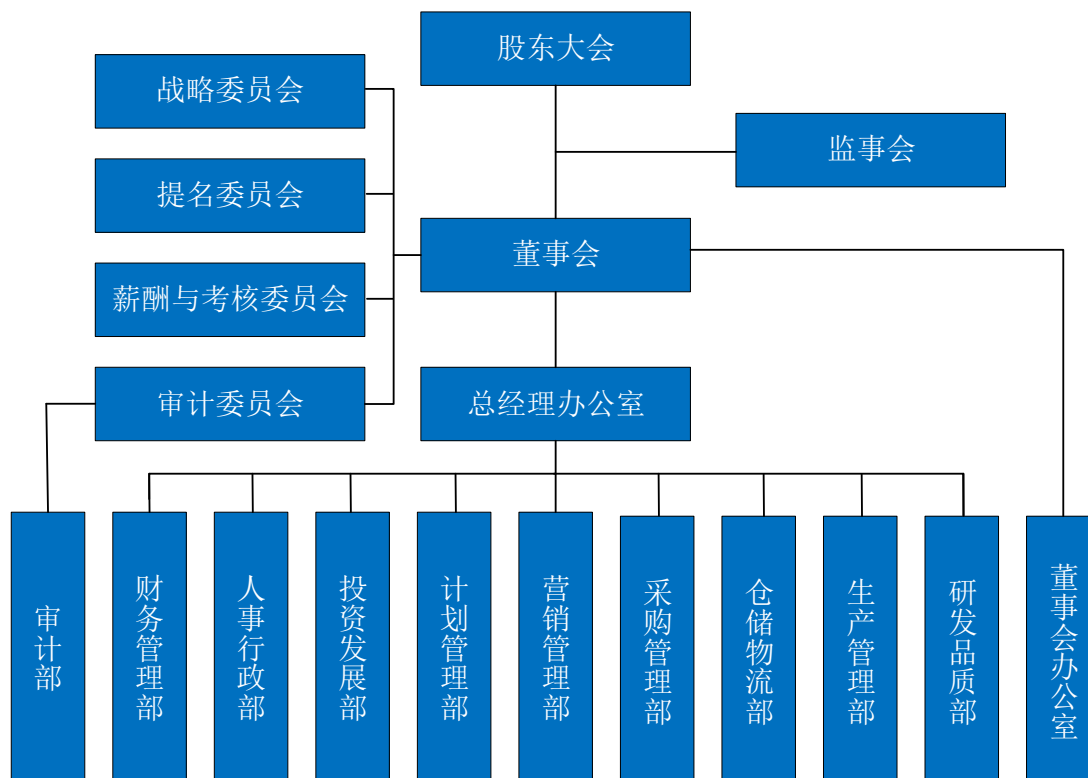 股东大会
战略委员会
监事会
提名委员会
董事会
薪酬与考核委员会
审计委员会
总经理办公室
审计部
财务管理部
人事行政部
投资发展部
计划管理部
营销管理部
采购管理部
仓储物流部
生产管理部
研发品质部
董事会办公室